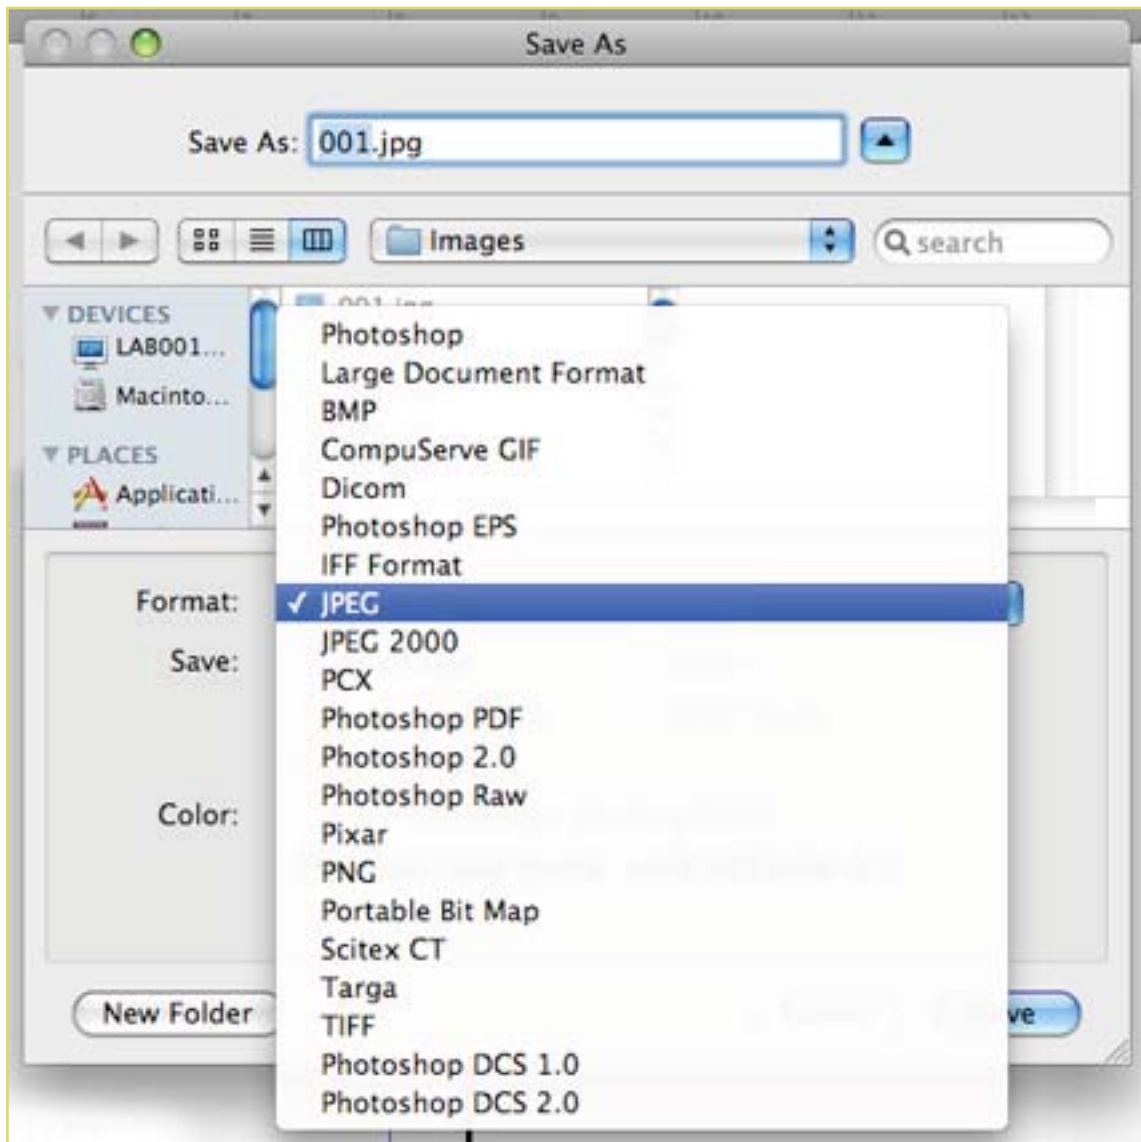 Save As
Save As: 001.jpg
Images
search
DEVICES
LAB001...
Macinto...
PLACES
Applicati...
001.jpg
Photoshop
Large Document Format
BMP
CompuServe GIF
Dicom
Photoshop EPS
IFF Format
Format: ✓ JPEG
JPEG 2000
Save:
PCX
Photoshop PDF
Photoshop 2.0
Photoshop Raw
Color:
Pixar
PNG
Portable Bit Map
Scitex CT
Targa
New Folder
TIFF
Photoshop DCS 1.0
Photoshop DCS 2.0